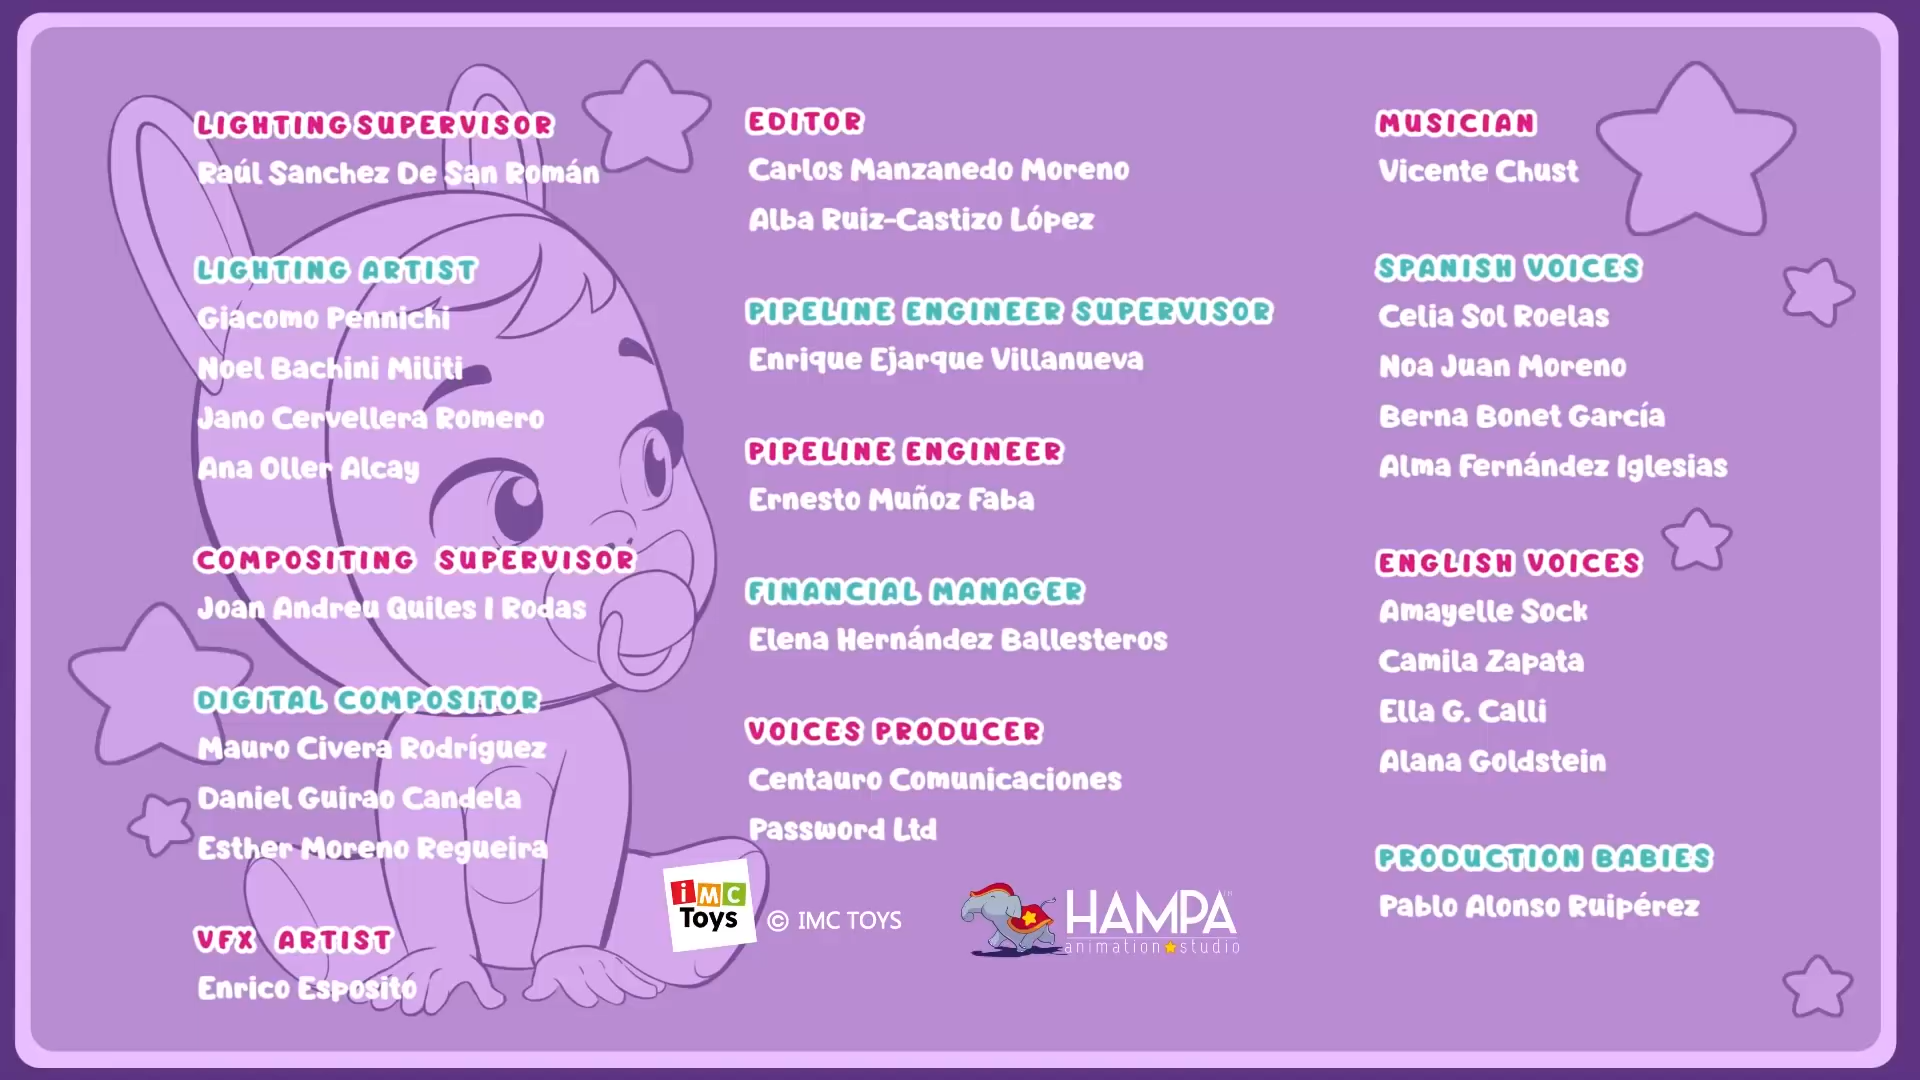 LIGHTING SUPERVISOR
Raúl Sanchez De San Román
LIGHTING ARTIST
Giacomo Pennichi
Noel Bachini Militi
Jano Cervellera Romero
Ana Oller Alcay
COMPOSITING SUPERVISOR
Joan Andreu Quiles I Rodas
DIGITAL COMPOSITOR
Mauro Civera Rodríguez
Daniel Guirao Candela
Esther Moreno Regueira
VFX ARTIST
Enrico Esposito
EDITOR
Carlos Manzanedo Moreno
Alba Ruiz-Castizo López
PIPELINE ENGINEER SUPERVISOR
Enrique Ejarque Villanueva
PIPELINE ENGINEER
Ernesto Muñoz Faba
FINANCIAL MANAGER
Elena Hernández Ballesteros
VOICES PRODUCER
Centauro Comunicaciones
Password Ltd
iMC
Toys
© IMC TOYS
HAMPA
animation studio
MUSICIAN
Vicente Chust
SPANISH VOICES
Celia Sol Roelas
Noa Juan Moreno
Berna Bonet García
Alma Fernández Iglesias
ENGLISH VOICES
Amayelle Sock
Camila Zapata
Ella G. Calli
Alana Goldstein
PRODUCTION BABIES
Pablo Alonso Ruipérez